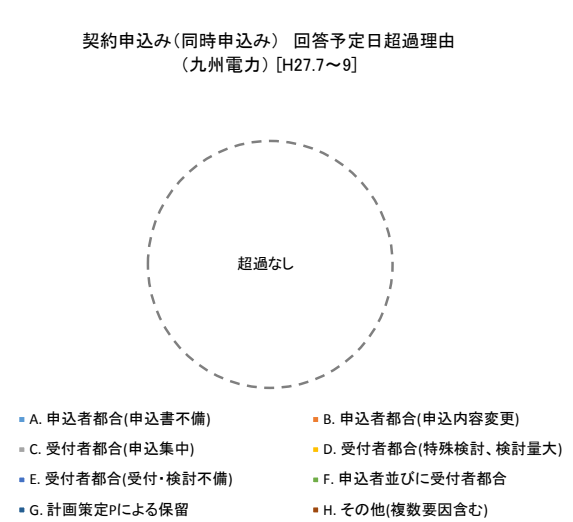 契約申込み(同時申込み) 回答予定日超過理由
(九州電力) [H27.7～9]
超過なし
A. 申込者都合(申込書不備)
B. 申込者都合(申込内容変更)
C. 受付者都合(申込集中)
D. 受付者都合(特殊検討、検討量大)
E. 受付者都合(受付・検討不備)
F. 申込者並びに受付者都合
G. 計画策定Pによる保留
H. その他(複数要因含む)